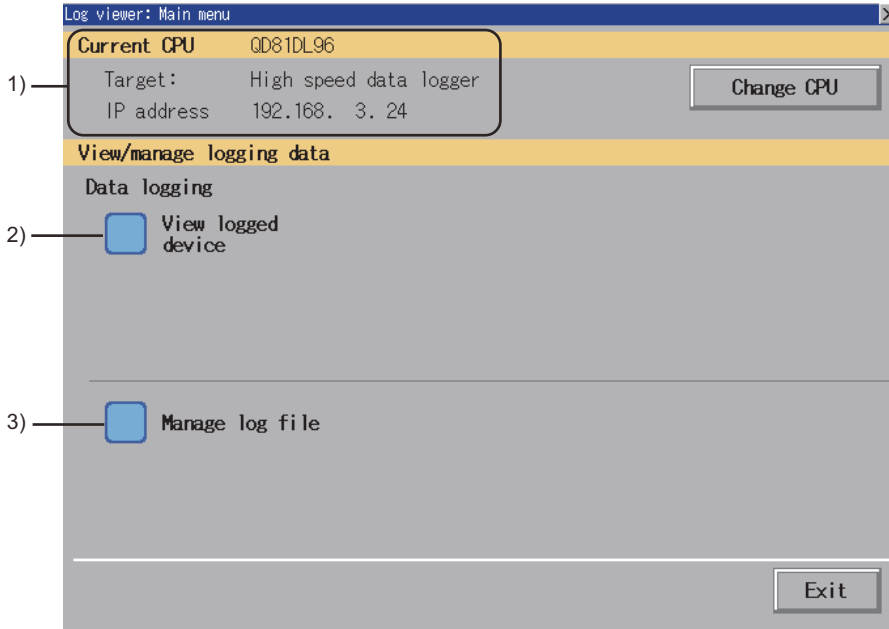 Log viewer: Main menu
Current CPU QD81DL96
1) Target: High speed data logger
Change CPU
IP address 192.168. 3. 24
View/manage logging data
Data logging
2) View logged
device
3) Manage log file
Exit